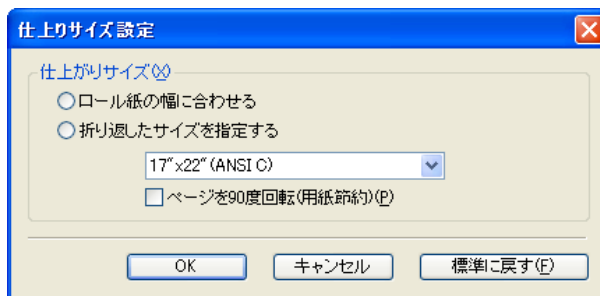 仕上りサイズ設定
仕上がりサイズ(X)
ロール紙の幅に合わせる
折り返したサイズを指定する
17"x22"(ANSI C)
ページを90度回転(用紙節約)(P)
OK キャンセル 標準に戻す(F)